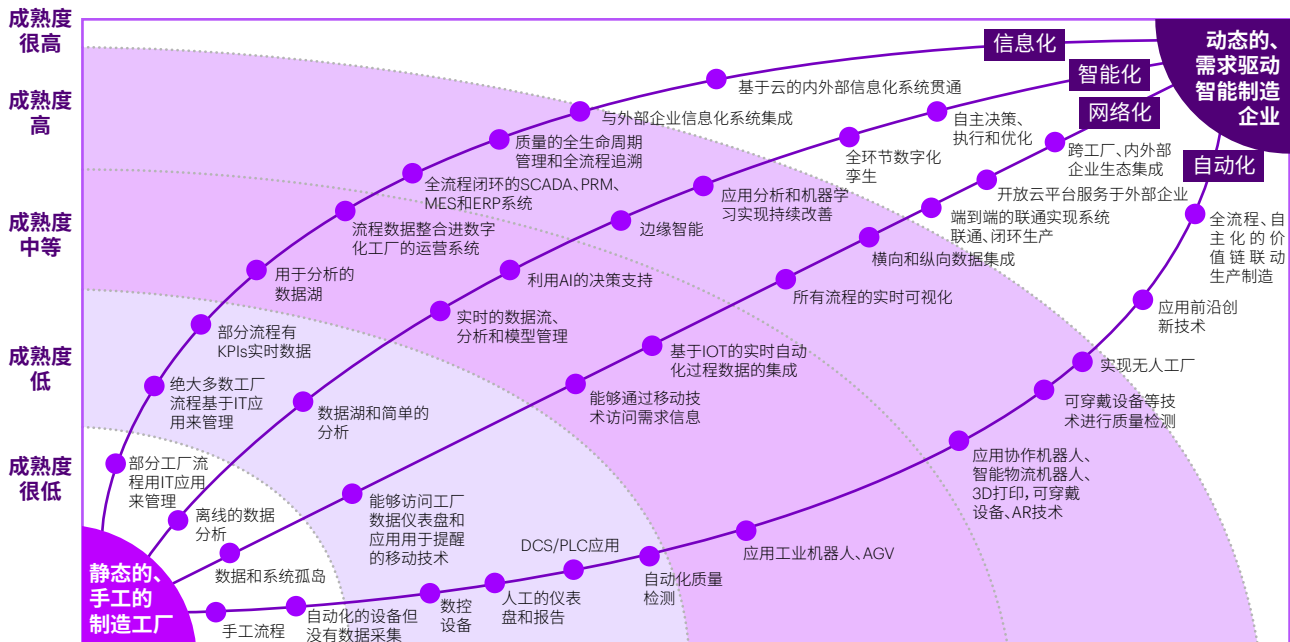 成熟度
很高
成熟度
高
成熟度
中等
成熟度
低
成熟度
很低
信息化
智能化
网络化
自动化
动态的、
需求驱动
智能制造
企业
静态的、
手工的
制造工厂
基于云的内外部信息化系统贯通
与外部企业信息化系统集成
质量的全生命周期
管理和全流程追溯
全流程闭环的SCADA、PRM、
MES和ERP系统
流程数据整合进数字
化工厂的运营系统
用于分析的
数据湖
部分流程有
KPIs实时数据
绝大多数工厂
流程基于IT应
用来管理
部分工厂流
程用IT应用
来管理
自主决策、
执行和优化
全环节数字化
孪生
应用分析和机器学
习实现持续改善
边缘智能
利用AI的决策支持
实时的数据流、
分析和模型管理
数据湖和简单的
分析
离线的数据
分析
跨工厂、内外部
企业生态集成
开放云平台服务于外部企业
端到端的联通实现系统
联通、闭环生产
横向和纵向数据集成
所有流程的实时可视化
基于IOT的实时自动
化过程数据的集成
能够通过移动技
术访问需求信息
能够访问工厂
数据仪表盘和
应用用于提醒
的移动技术
数据和系统孤岛
全流程、自
主化的价
值链联动
生产制造
应用前沿创
新技术
实现无人工厂
可穿戴设备等技
术进行质量检测
应用协作机器人、
智能物流机器人、
3D打印，可穿戴
设备、AR技术
应用工业机器人、AGV
自动化质量
检测
DCS/PLC应用
人工的仪表
盘和报告
数控
设备
自动化的设备但
没有数据采集
手工流程